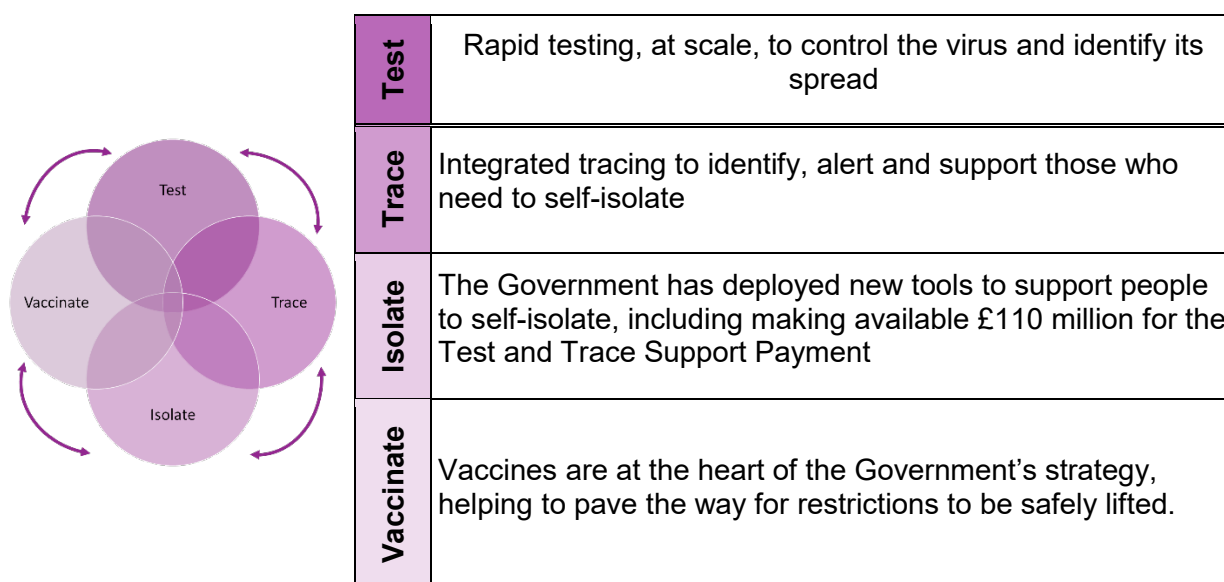 Test
Trace
Isolate
Vaccinate
Test
Rapid testing, at scale, to control the virus and identify its
spread
Trace
Integrated tracing to identify, alert and support those who
need to self-isolate
Isolate
The Government has deployed new tools to support people
to self-isolate, including making available £110 million for the
Test and Trace Support Payment
Vaccinate
Vaccines are at the heart of the Government’s strategy,
helping to pave the way for restrictions to be safely lifted.